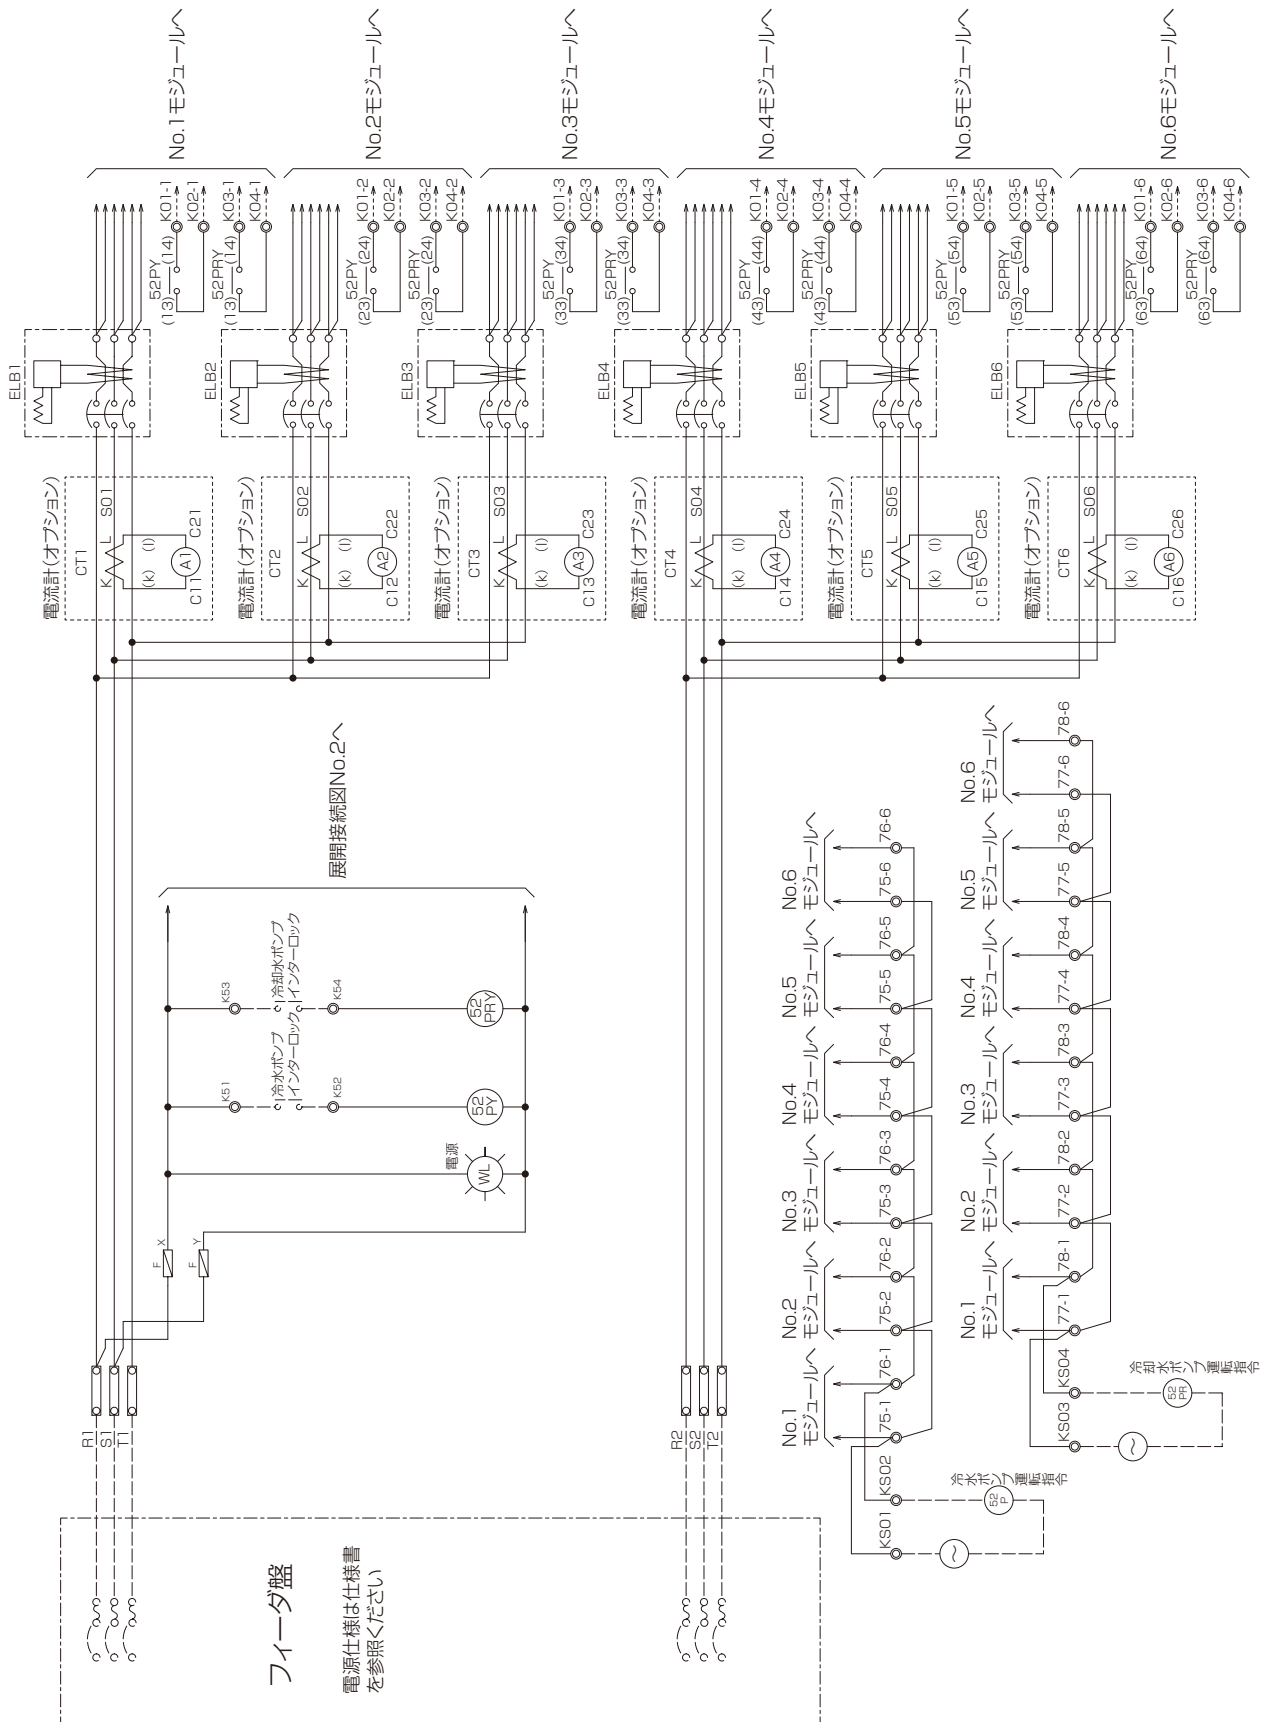 フィーダ盤
電源仕様は仕様書
を参照ください
R1
S1
T1
F
X
F
Y
電源
WL
K51
冷水ポンプ
インターロック
K52
52
PY
K53
冷却水ポンプ
インターロック
K54
52
PRY
展開接続図No.2へ
電流計(オプション)
CT1
K
L
S01
(k)
(l)
A1
C11
C21
ELB1
52PY
(13)
(14)
K01-1
K02-1
52PRY
(13)
(14)
K03-1
K04-1
No.1モジュールへ
電流計(オプション)
CT2
K
L
S02
(k)
(l)
A2
C12
C22
ELB2
52PY
(23)
(24)
K01-2
K02-2
52PRY
(23)
(24)
K03-2
K04-2
No.2モジュールへ
電流計(オプション)
CT3
K
L
S03
(k)
(l)
A3
C13
C23
ELB3
52PY
(33)
(34)
K01-3
K02-3
52PRY
(33)
(34)
K03-3
K04-3
No.3モジュールへ
R2
S2
T2
電流計(オプション)
CT4
K
L
S04
(k)
(l)
A4
C14
C24
ELB4
52PY
(43)
(44)
K01-4
K02-4
52PRY
(43)
(44)
K03-4
K04-4
No.4モジュールへ
電流計(オプション)
CT5
K
L
S05
(k)
(l)
A5
C15
C25
ELB5
52PY
(53)
(54)
K01-5
K02-5
52PRY
(53)
(54)
K03-5
K04-5
No.5モジュールへ
電流計(オプション)
CT6
K
L
S06
(k)
(l)
A6
C16
C26
ELB6
52PY
(63)
(64)
K01-6
K02-6
52PRY
(63)
(64)
K03-6
K04-6
No.6モジュールへ
No.1
モジュールへ
No.2
モジュールへ
No.3
モジュールへ
No.4
モジュールへ
No.5
モジュールへ
No.6
モジュールへ
KS01
KS02
75-1
76-1
75-2
76-2
75-3
76-3
75-4
76-4
75-5
76-5
75-6
76-6
冷水ポンプ運転指令
52
P
No.1
モジュールへ
No.2
モジュールへ
No.3
モジュールへ
No.4
モジュールへ
No.5
モジュールへ
No.6
モジュールへ
KS03
KS04
77-1
78-1
77-2
78-2
77-3
78-3
77-4
78-4
77-5
78-5
77-6
78-6
冷却水ポンプ運転指令
52
PR